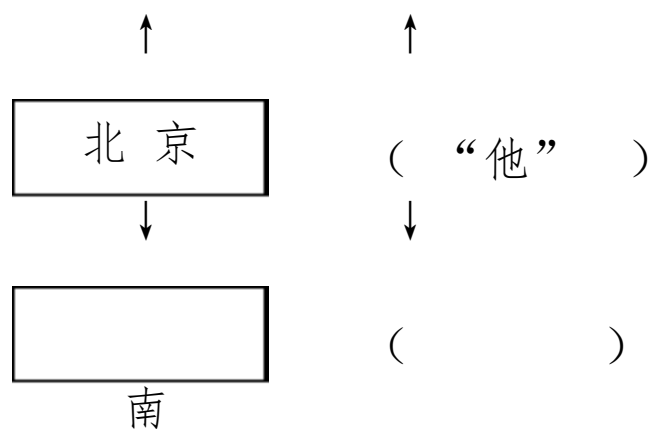 北京 （ “他” ）
（ ）
南